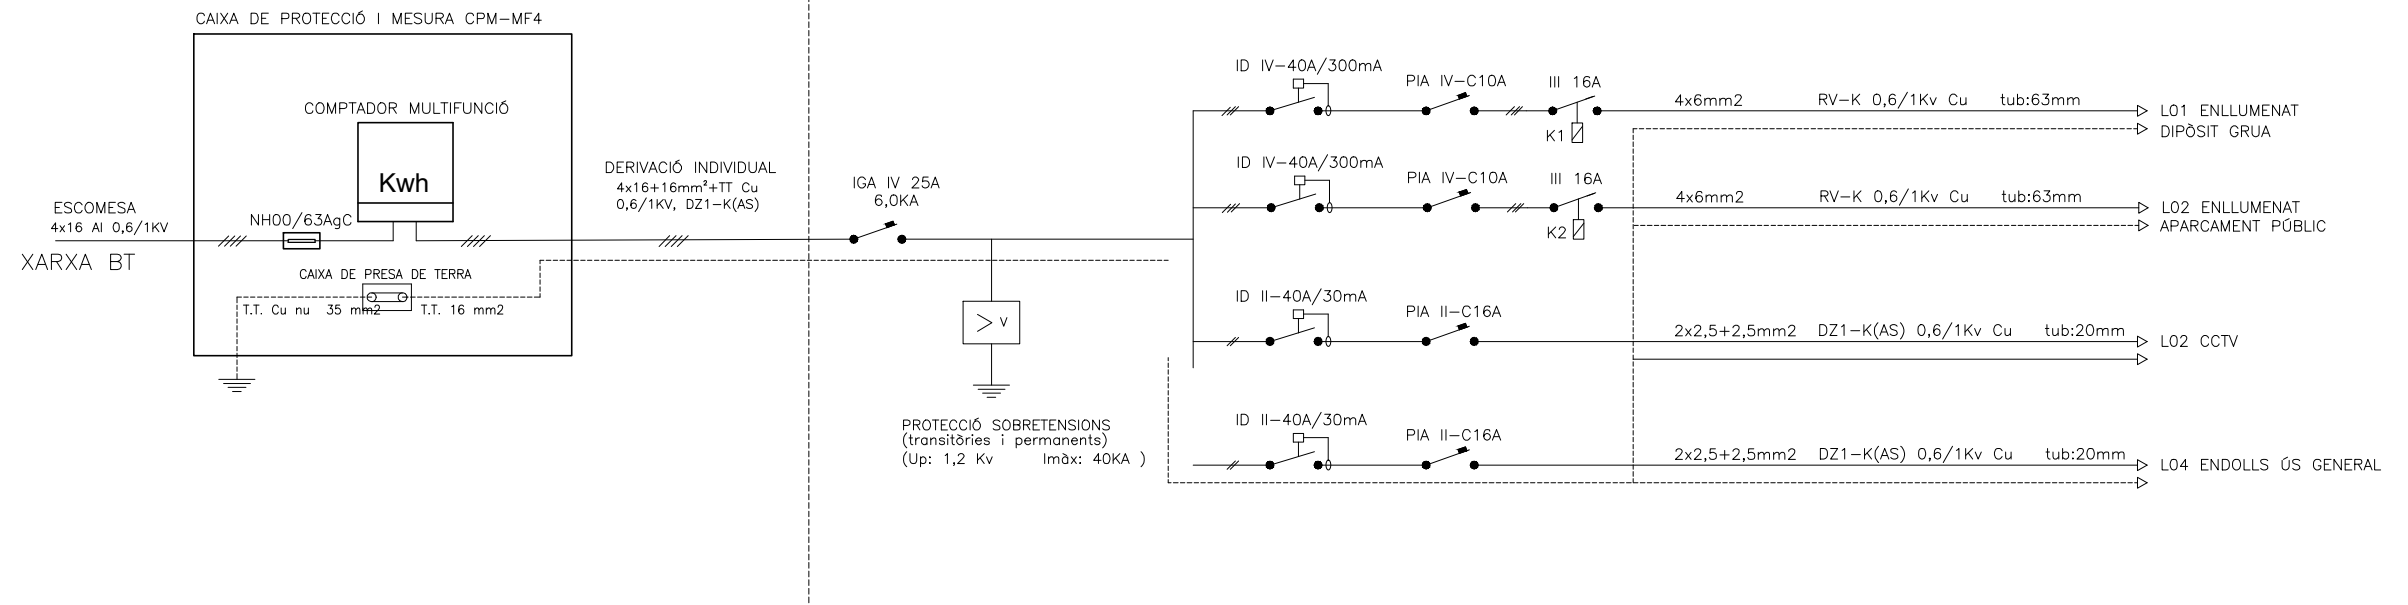 CAIXA DE PROTECCIÓ I MESURA CPM-MF4
COMPTADOR MULTIFUNCIÓ
Kwh
ESCOMESA
4x16 Al 0,6/1KV
XARXA BT
NH00/63AgC
CAIXA DE PRESA DE TERRA
T.T. Cu nu 35 mm2
T.T. 16 mm2
DERIVACIÓ INDIVIDUAL
4x16+16mm²+TT Cu
0,6/1KV, DZ1-K(AS)
IGA IV 25A
6,0KA
V
PROTECCIÓ SOBRETENSIONS
(transitòries i permanents)
(Up: 1,2 Kv Imàx: 40KA )
ID IV-40A/300mA
PIA IV-C10A
III 16A
K1
4x6mm2 RV-K 0,6/1Kv Cu tub:63mm
L01 ENLLUMENAT
DIPÒSIT GRUA
ID IV-40A/300mA
PIA IV-C10A
III 16A
K2
4x6mm2 RV-K 0,6/1Kv Cu tub:63mm
L02 ENLLUMENAT
APARCAMENT PÚBLIC
ID II-40A/30mA
PIA II-C16A
2x2,5+2,5mm2 DZ1-K(AS) 0,6/1Kv Cu tub:20mm
L02 CCTV
ID II-40A/30mA
PIA II-C16A
2x2,5+2,5mm2 DZ1-K(AS) 0,6/1Kv Cu tub:20mm
L04 ENDOLLS ÚS GENERAL